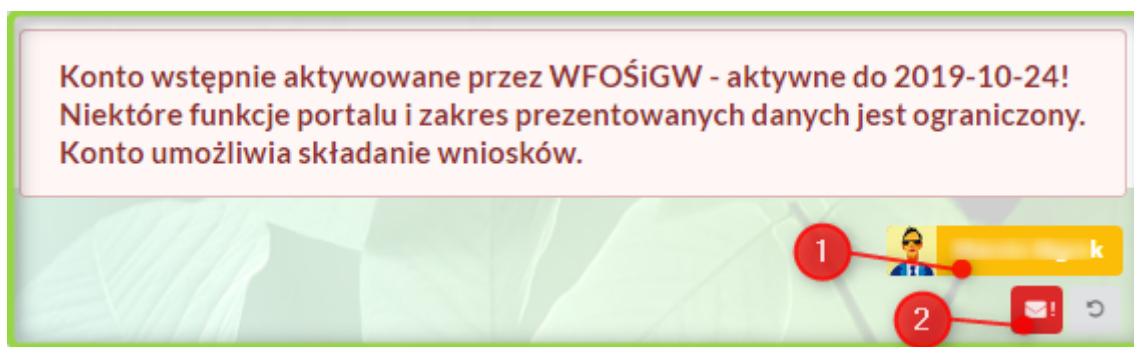 Konto wstępnie aktywowane przez WFOŚiGW - aktywne do 2019-10-24!
Niektóre funkcje portalu i zakres prezentowanych danych jest ograniczony.
Konto umożliwia składanie wniosków.
1
2
!